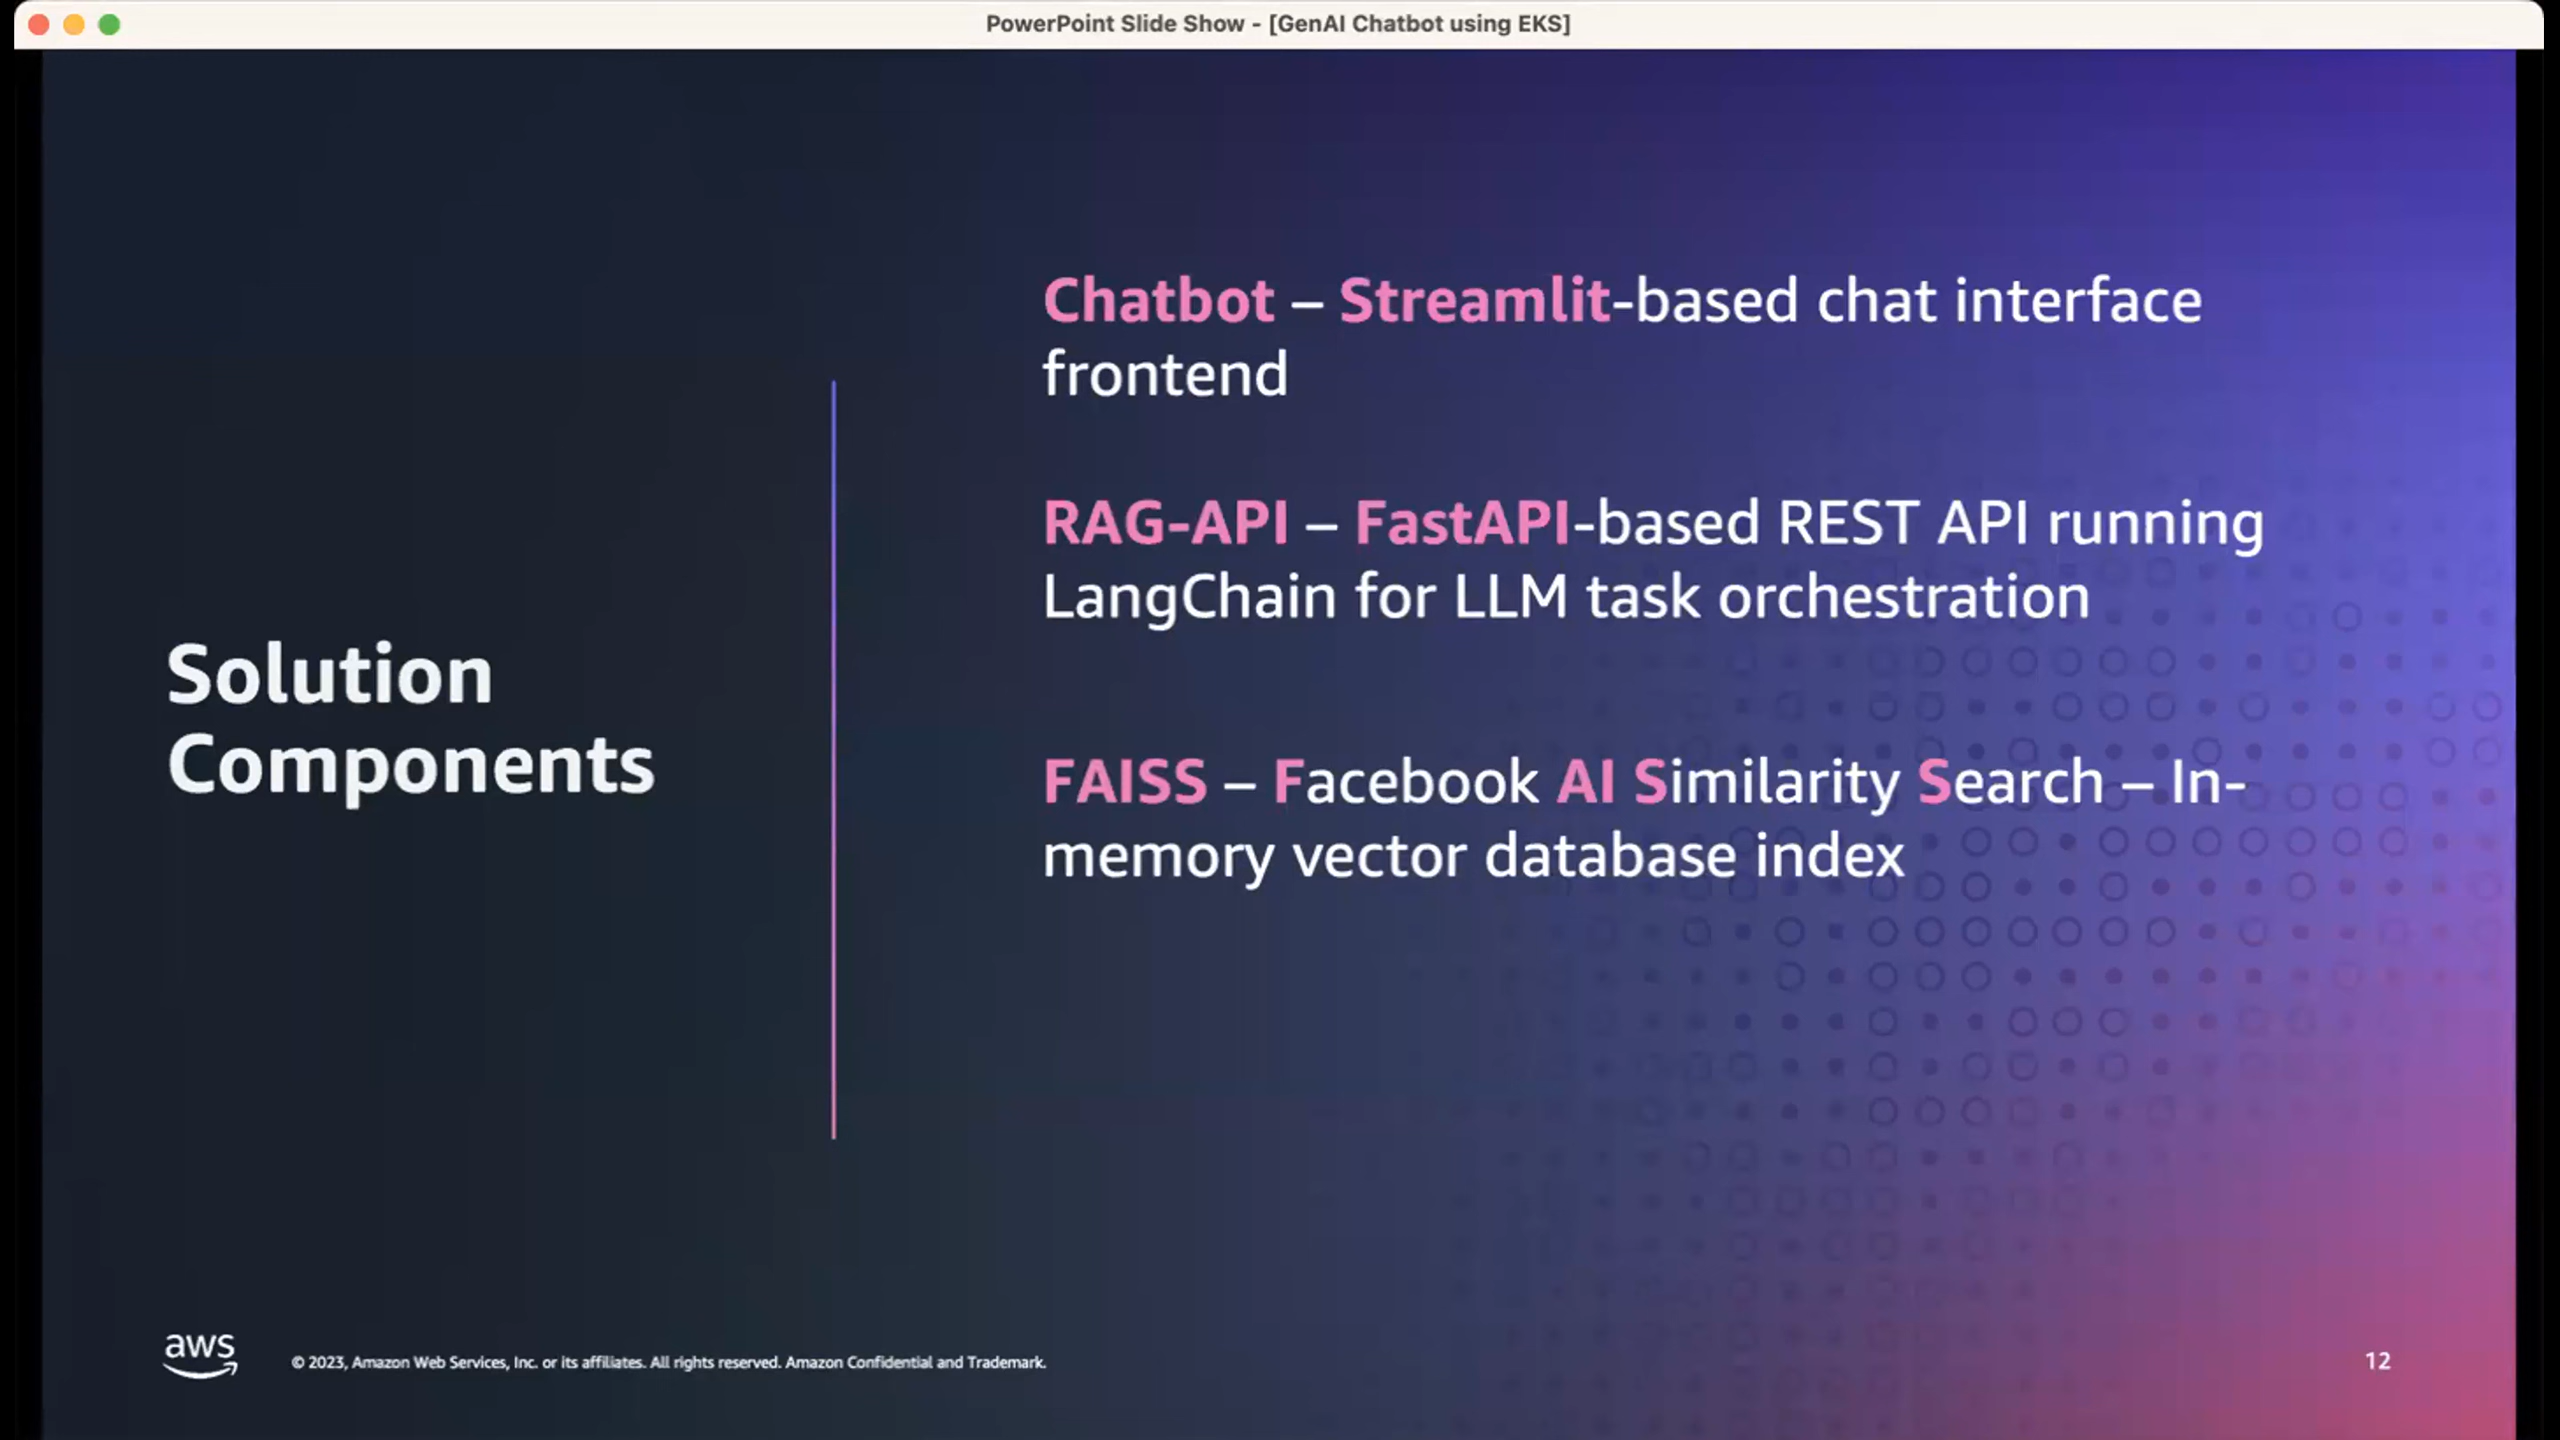 PowerPoint Slide Show - [GenAI Chatbot using EKS]
Solution
Components
Chatbot – Streamlit-based chat interface
frontend
RAG-API – FastAPI-based REST API running
LangChain for LLM task orchestration
FAISS – Facebook AI Similarity Search – In-
memory vector database index
aws
© 2023, Amazon Web Services, Inc. or its affiliates. All rights reserved. Amazon Confidential and Trademark.
12